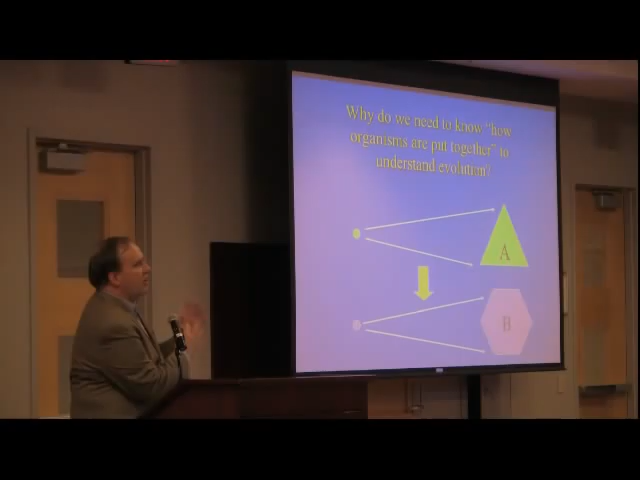 Why do we need to know "how
organisms are put together" to
understand evolution?
A
B